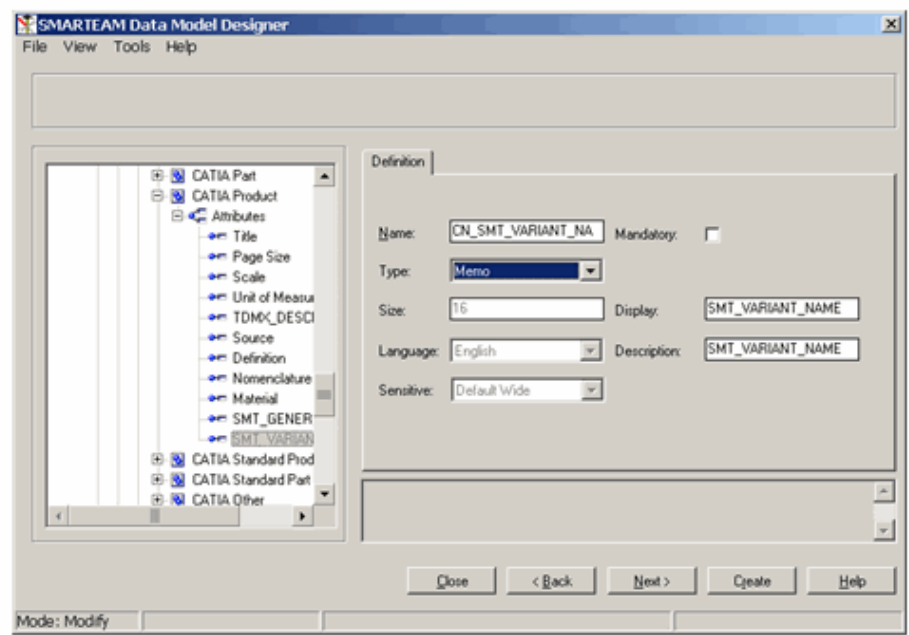 SMARTEAM Data Model Designer
File View Tools Help
CATIA Part
CATIA Product
Attributes
Title
Page Size
Scale
Unit of Measu
TDMX_DESCI
Source
Definition
Nomenclature
Material
SMT_GENER
SMT_VARIAN
CATIA Standard Prod
CATIA Standard Part
CATIA Other
Definition
Name: CN_SMT_VARIANT_NA Mandatory:
Type: Memo
Size: 16 Display: SMT_VARIANT_NAME
Language: English Description: SMT_VARIANT_NAME
Sensitive: Default Wide
Close < Back Next > Create Help
Mode: Modify